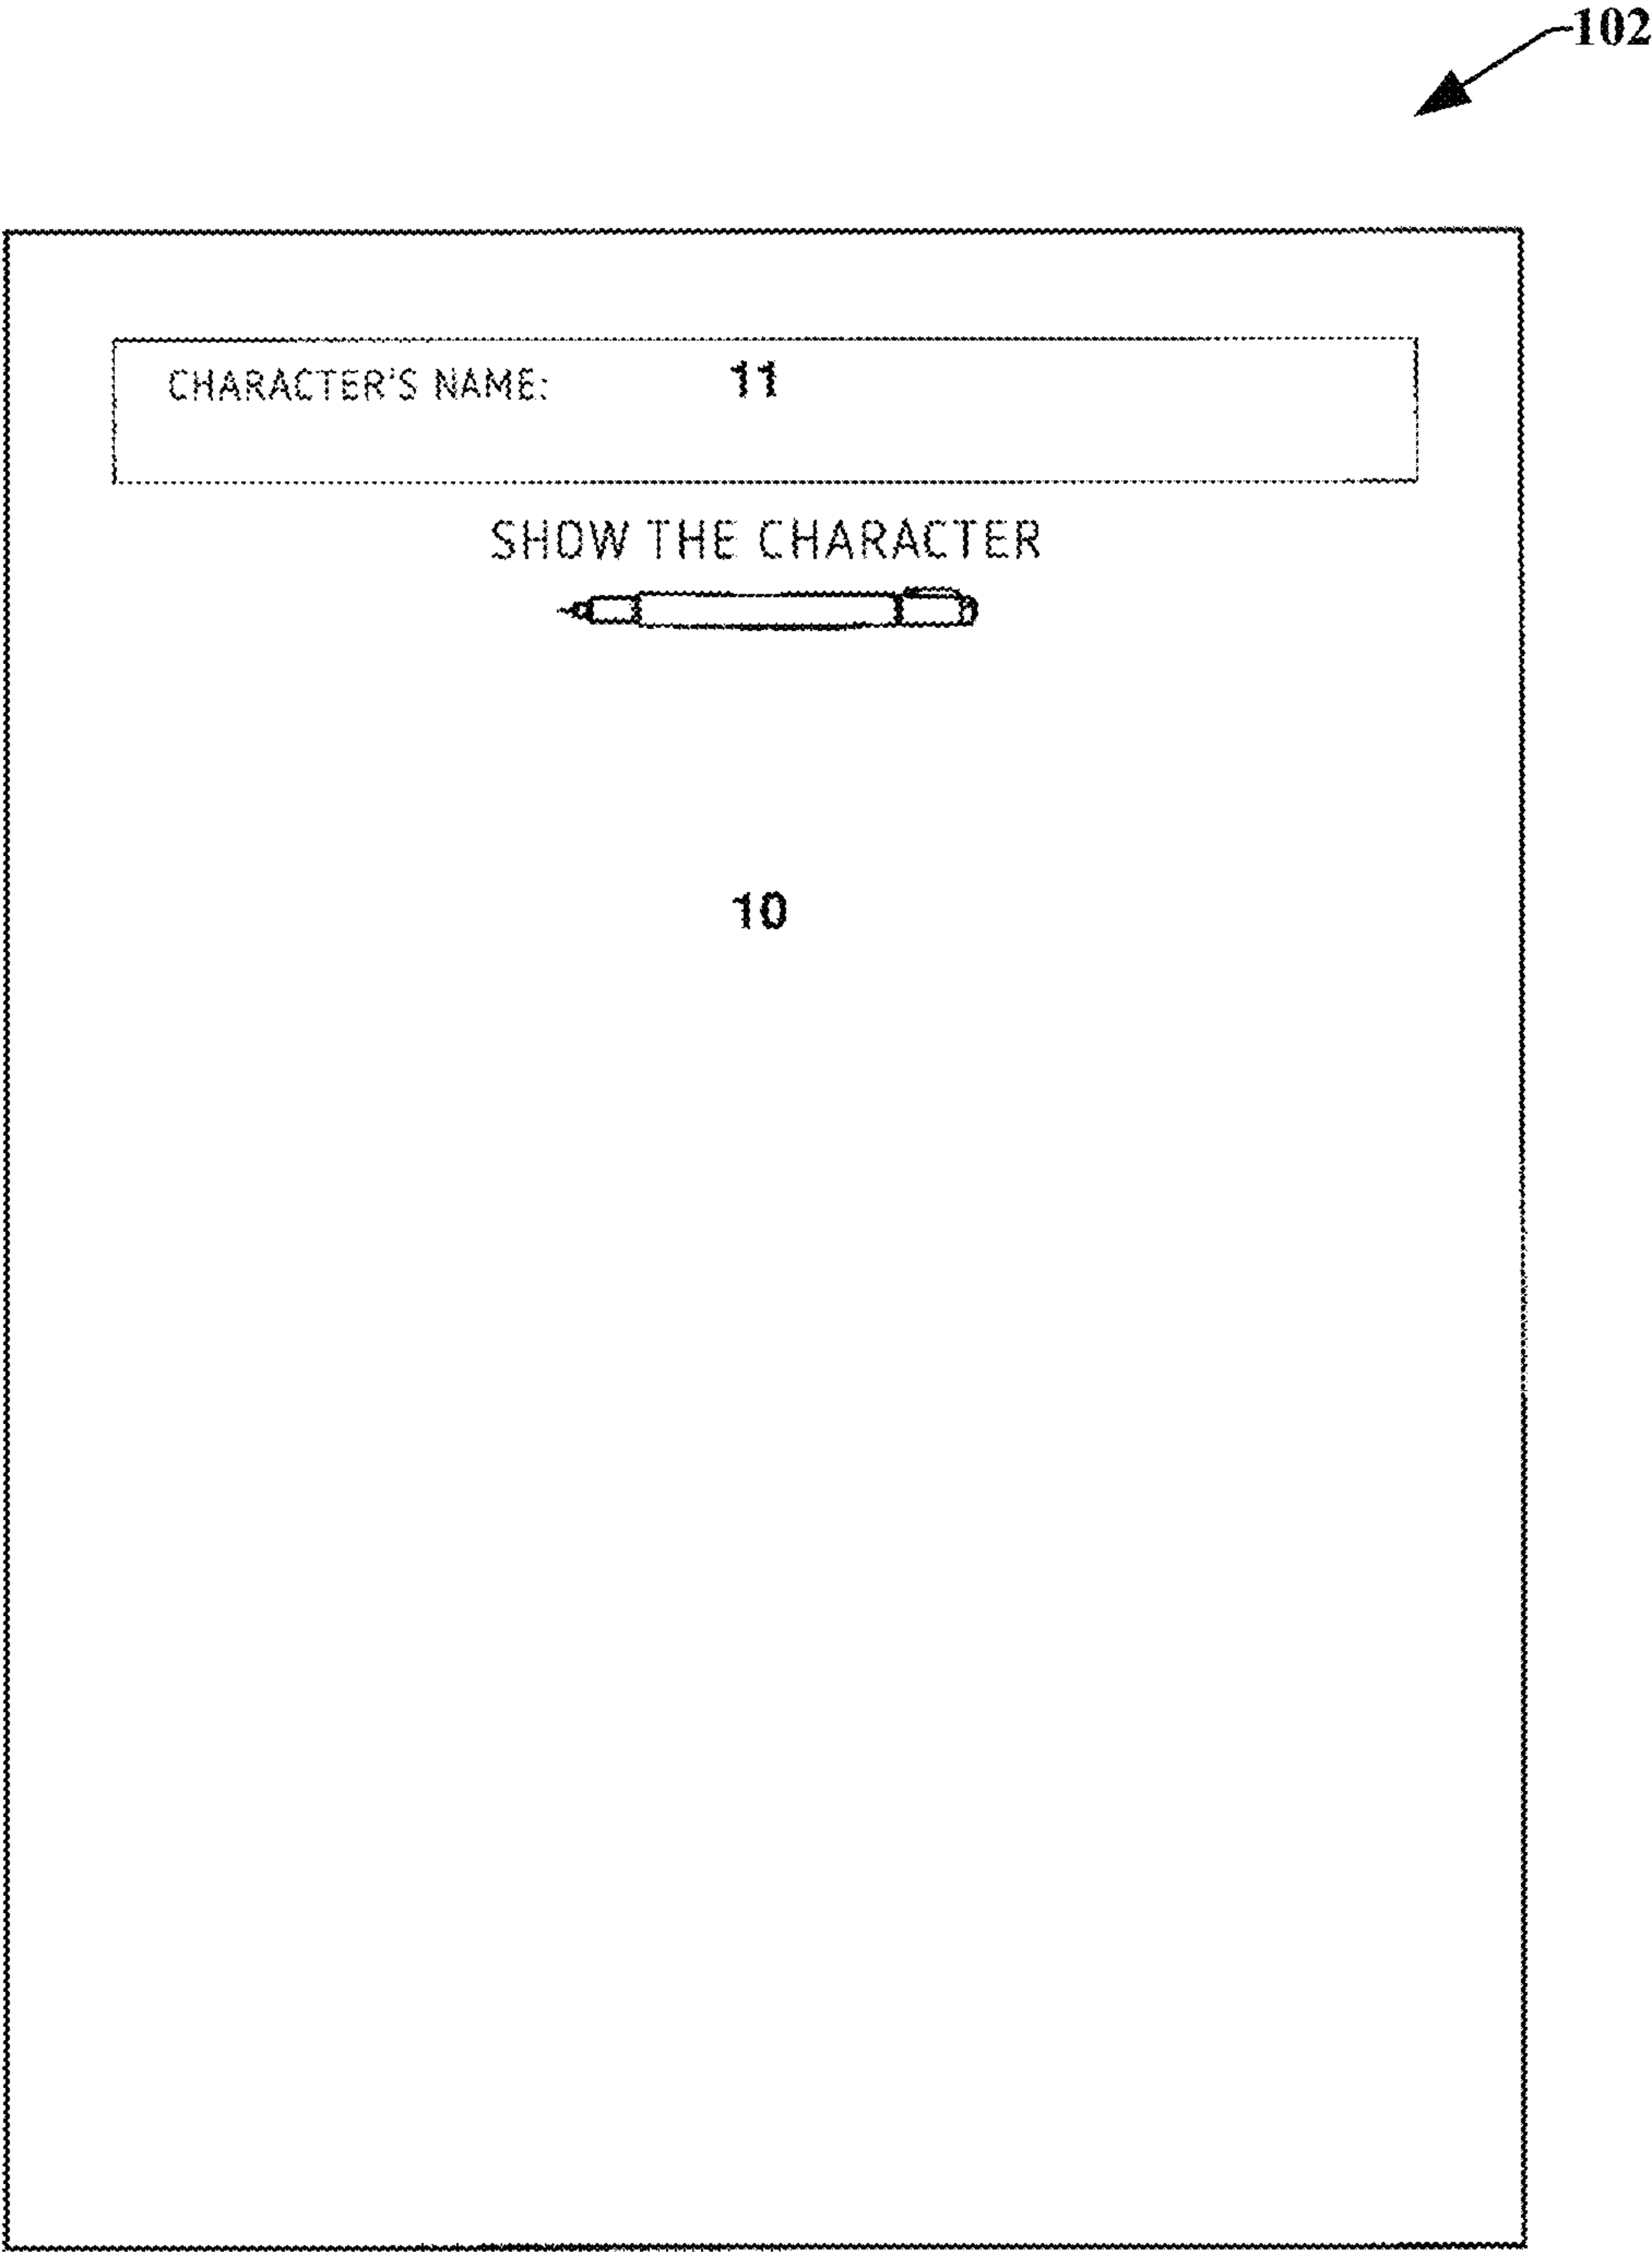 102
CHARACTER'S NAME: 11
SHOW THE CHARACTER
10